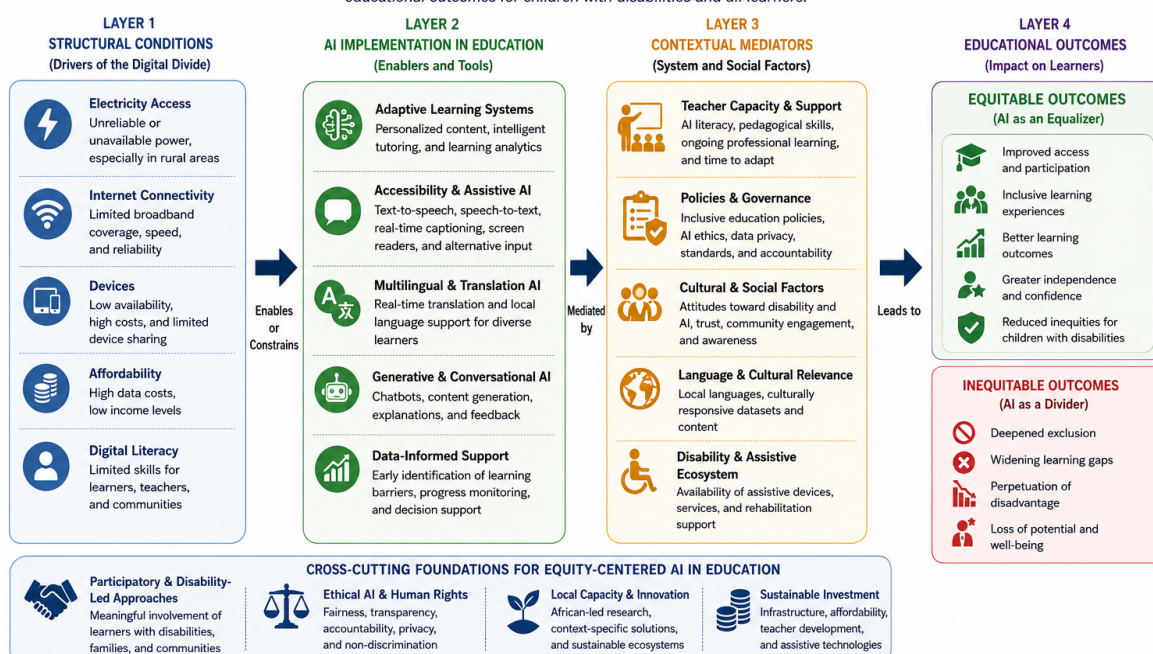 educational outcomes for children with disabilities and all learners.
LAYER 1
STRUCTURAL CONDITIONS
(Drivers of the Digital Divide)
Electricity Access
Unreliable or
unavailable power,
especially in rural areas
Internet Connectivity
Limited broadband
coverage, speed,
and reliability
Devices
Low availability,
high costs, and limited
device sharing
Affordability
High data costs,
low income levels
Digital Literacy
Limited skills for
learners, teachers,
and communities
Enables
or
Constrains
LAYER 2
AI IMPLEMENTATION IN EDUCATION
(Enablers and Tools)
Adaptive Learning Systems
Personalized content, intelligent
tutoring, and learning analytics
Accessibility & Assistive AI
Text-to-speech, speech-to-text,
real-time captioning, screen
readers, and alternative input
A 文
Multilingual & Translation AI
Real-time translation and local
language support for diverse
learners
Generative & Conversational AI
Chatbots, content generation,
explanations, and feedback
Data-Informed Support
Early identification of learning
barriers, progress monitoring,
and decision support
Mediated
by
LAYER 3
CONTEXTUAL MEDIATORS
(System and Social Factors)
Teacher Capacity & Support
AI literacy, pedagogical skills,
ongoing professional learning,
and time to adapt
Policies & Governance
Inclusive education policies,
AI ethics, data privacy,
standards, and accountability
Cultural & Social Factors
Attitudes toward disability and
AI, trust, community engagement,
and awareness
Language & Cultural Relevance
Local languages, culturally
responsive datasets and
content
Disability & Assistive
Ecosystem
Availability of assistive devices,
services, and rehabilitation
support
Leads to
LAYER 4
EDUCATIONAL OUTCOMES
(Impact on Learners)
EQUITABLE OUTCOMES
(AI as an Equalizer)
Improved access
and participation
Inclusive learning
experiences
Better learning
outcomes
Greater independence
and confidence
Reduced inequities for
children with disabilities
INEQUITABLE OUTCOMES
(AI as a Divider)
Deepened exclusion
Widening learning gaps
Perpetuation of
disadvantage
Loss of potential and
well-being
CROSS-CUTTING FOUNDATIONS FOR EQUITY-CENTERED AI IN EDUCATION
Participatory & Disability-
Led Approaches
Meaningful involvement of
learners with disabilities,
families, and communities
Ethical AI & Human Rights
Fairness, transparency,
accountability, privacy,
and non-discrimination
Local Capacity & Innovation
African-led research,
context-specific solutions,
and sustainable ecosystems
Sustainable Investment
Infrastructure, affordability,
teacher development,
and assistive technologies